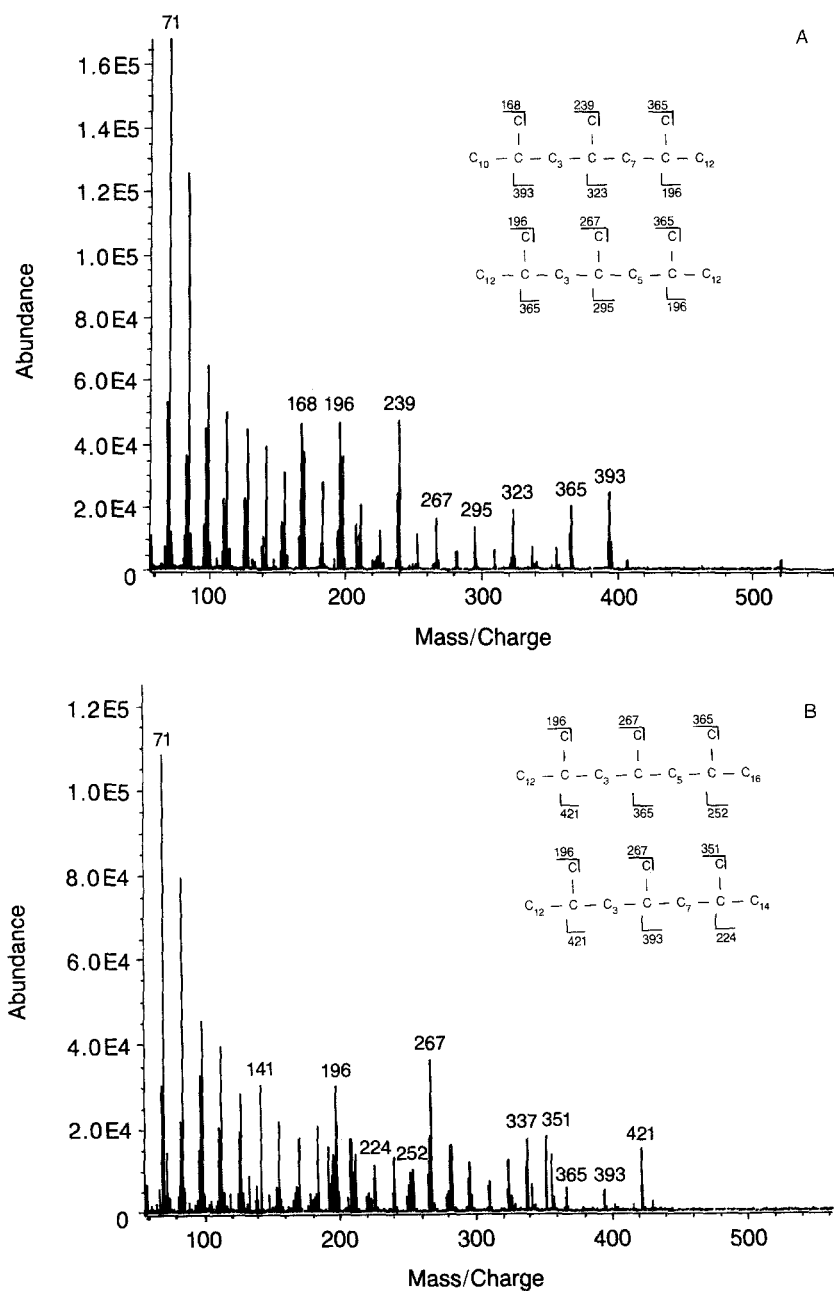 A
71
1.6E5
1.4E5
1.2E5
1.0E5
8.0E4
6.0E4
4.0E4
2.0E4
0
Abundance
168 196 239 267 295 323 365 393
100 200 300 400 500
Mass/Charge
168 239 365
C C C
C10 – C – C3 – C – C7 – C – C12
393 323 196
196 267 365
C C C
C12 – C – C3 – C – C5 – C – C12
365 295 196
B
71
1.2E5
1.0E5
8.0E4
6.0E4
4.0E4
2.0E4
0
Abundance
141 196 224 252 267 337 351 365 393 421
100 200 300 400 500
Mass/Charge
196 267 365
C C C
C12 – C – C3 – C – C5 – C – C16
421 365 252
196 267 351
C C C
C12 – C – C3 – C – C7 – C – C14
421 393 224